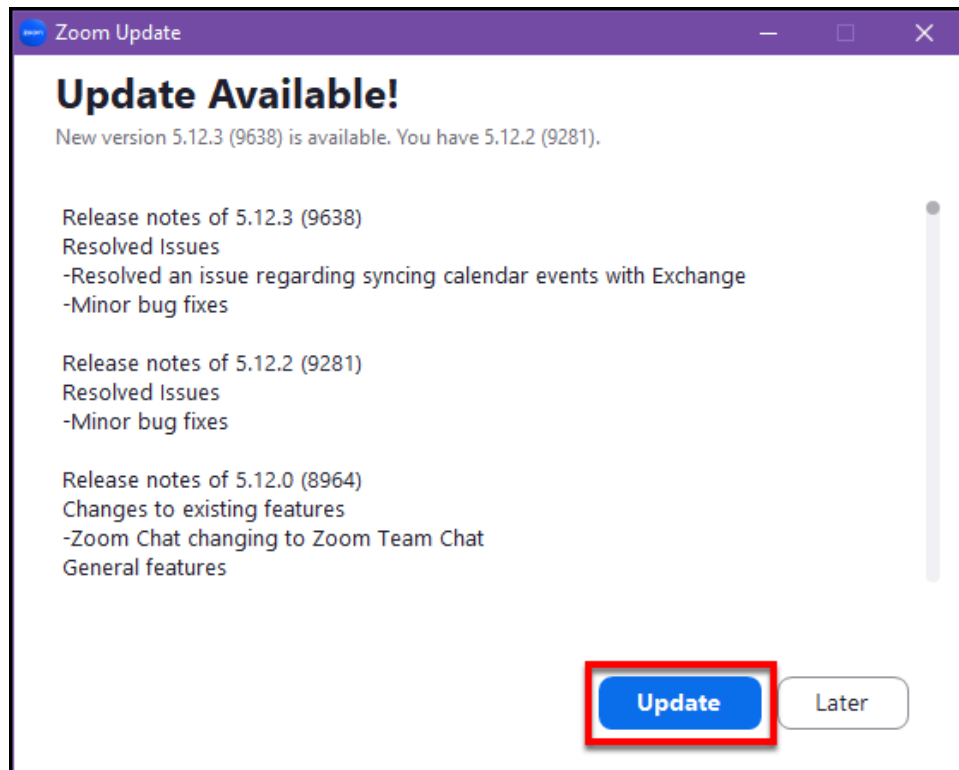 Zoom Update
Update Available!
New version 5.12.3 (9638) is available. You have 5.12.2 (9281).
Release notes of 5.12.3 (9638)
Resolved Issues
-Resolved an issue regarding syncing calendar events with Exchange
-Minor bug fixes
Release notes of 5.12.2 (9281)
Resolved Issues
-Minor bug fixes
Release notes of 5.12.0 (8964)
Changes to existing features
-Zoom Chat changing to Zoom Team Chat
General features
Update
Later